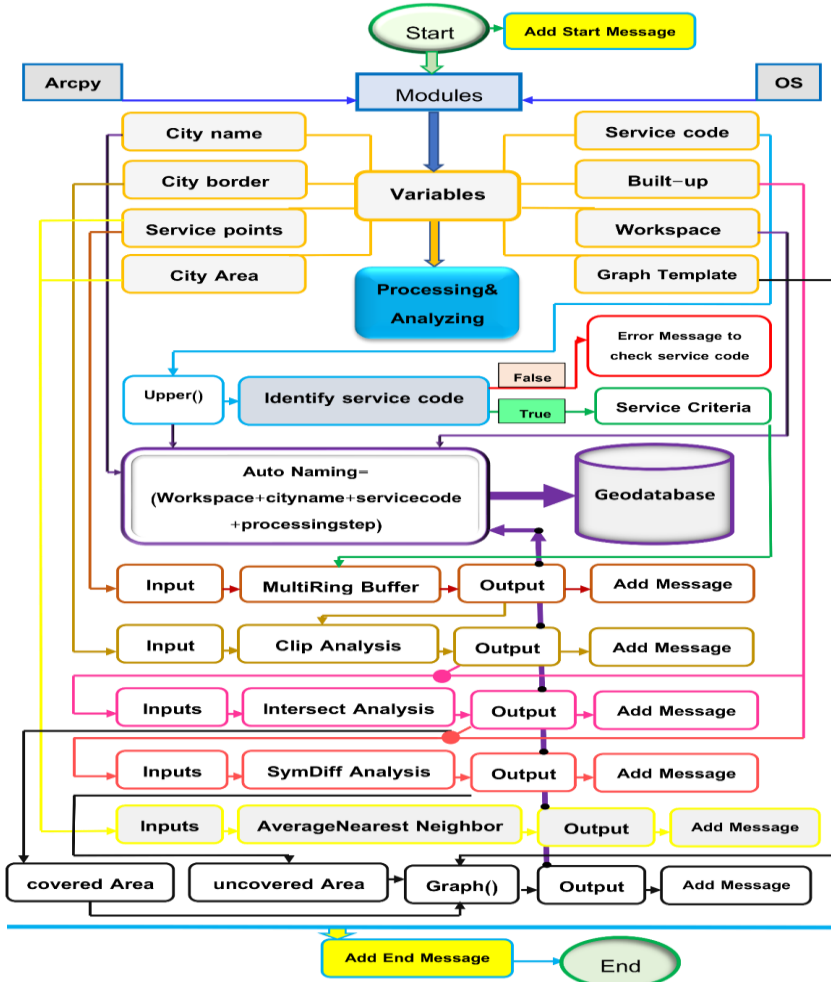 Start
Add Start Message
Arcpy
Modules
OS
City name
Service code
City border
Variables
Built-up
Service points
Workspace
City Area
Graph Template
Processing&
Analyzing
Error Message to
check service code
False
Upper()
Identify service code
True
Service Criteria
Auto Naming=
(Workspace+cityname+servicecode
+processingstep)
Geodatabase
Input
MultiRing Buffer
Output
Add Message
Input
Clip Analysis
Output
Add Message
Inputs
Intersect Analysis
Output
Add Message
Inputs
SymDiff Analysis
Output
Add Message
Inputs
AverageNearest Neighbor
Output
Add Message
covered Area
uncovered Area
Graph()
Output
Add Message
Add End Message
End